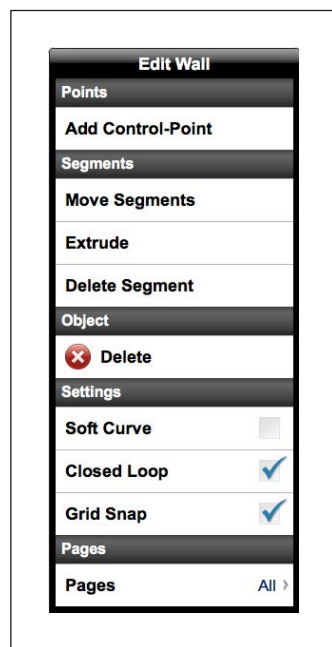 Edit Wall
Points
Add Control-Point
Segments
Move Segments
Extrude
Delete Segment
Object
Delete
Settings
Soft Curve
Closed Loop
Grid Snap
Pages
Pages All >